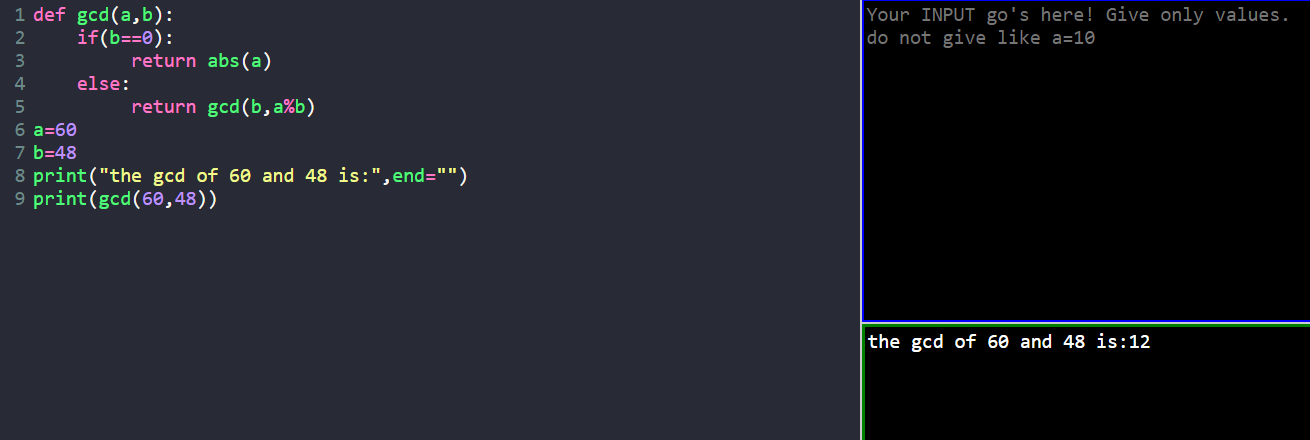 1 def gcd(a,b):
2     if(b==0):
3          return abs(a)
4     else:
5          return gcd(b,a%b)
6 a=60
7 b=48
8 print("the gcd of 60 and 48 is:",end="")
9 print(gcd(60,48))
Your INPUT go's here! Give only values.
do not give like a=10
the gcd of 60 and 48 is:12